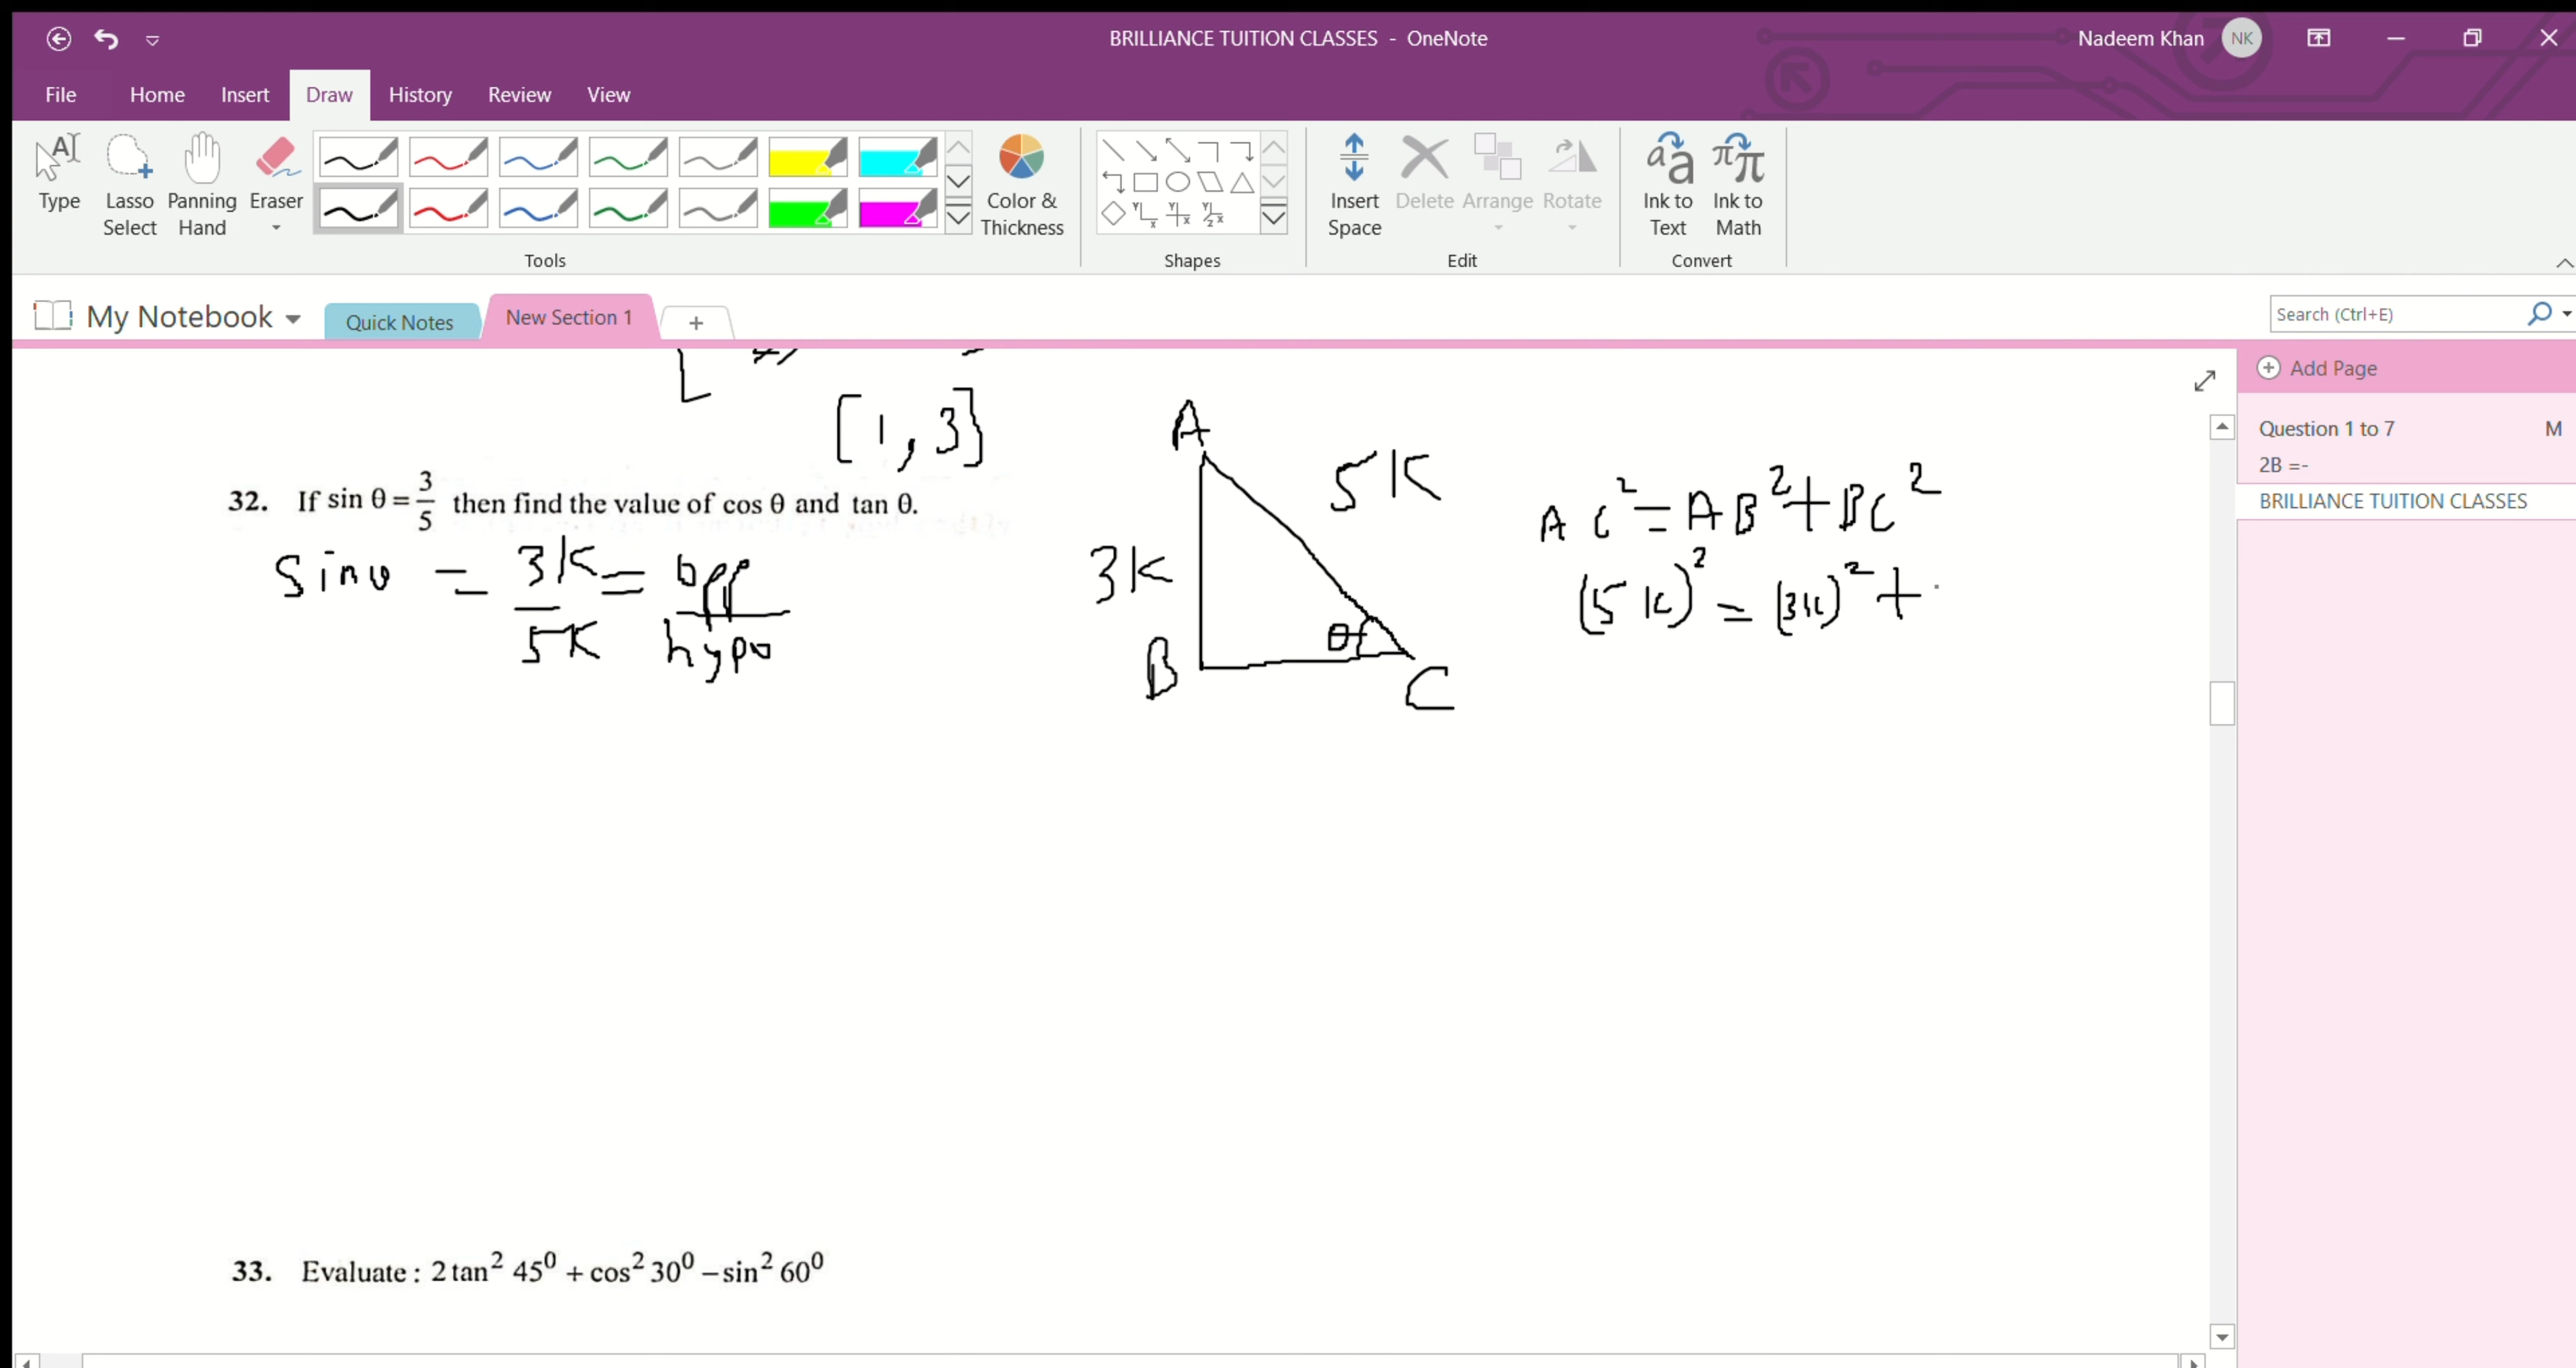 BRILLIANCE TUITION CLASSES - OneNote
Nadeem Khan NK
File Home Insert Draw History Review View
Type
Lasso Select
Panning Hand
Eraser
Color & Thickness
Insert Space
Delete
Arrange
Rotate
Ink to Text
Ink to Math
Tools
Shapes
Edit
Convert
My Notebook
Quick Notes
New Section 1
+
Search (Ctrl+E)
Add Page
Question 1 to 7 M
2B =-
BRILLIANCE TUITION CLASSES
[1, 3]
32. If sin θ = 3/5 then find the value of cos θ and tan θ.
Sin θ = 3K/5K = opp/hypo
A
5K
3K
B
θ
C
AC² = AB² + BC²
(5K)² = (3K)² +
33. Evaluate : 2 tan² 45⁰ + cos² 30⁰ – sin² 60⁰